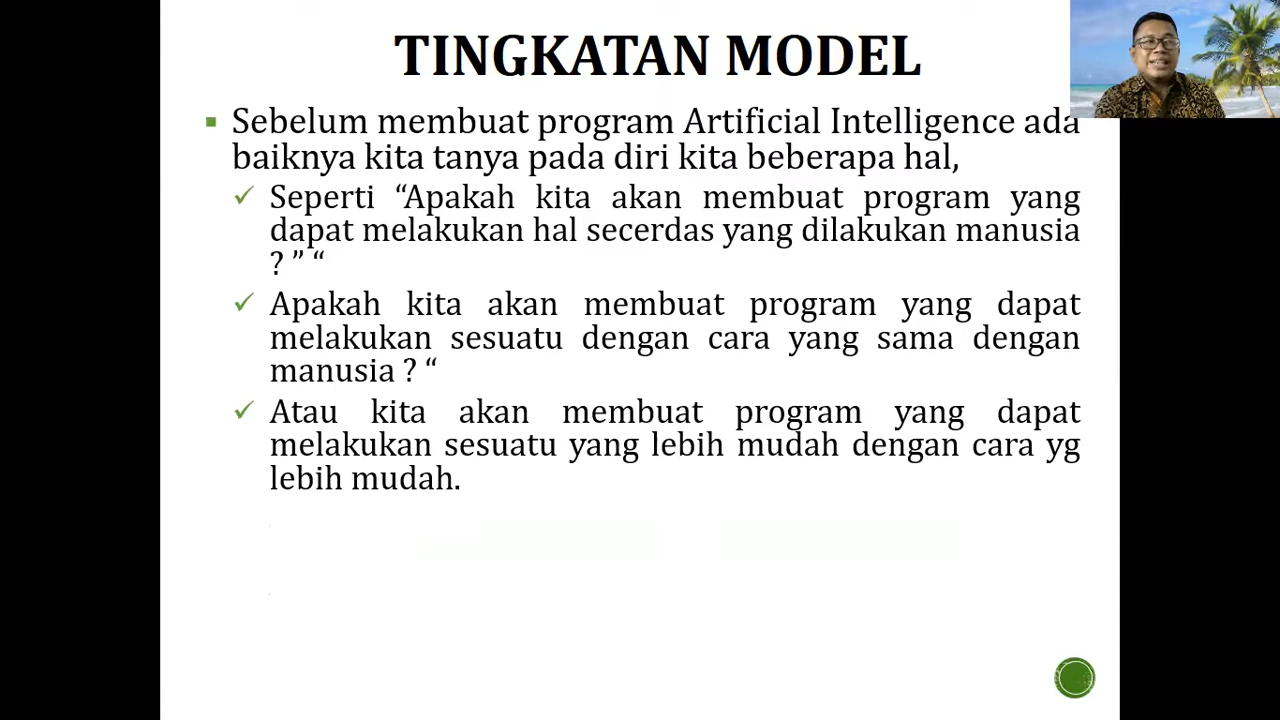 TINGKATAN MODEL
Sebelum membuat program Artificial Intelligence ada
baiknya kita tanya pada diri kita beberapa hal,
Seperti “Apakah kita akan membuat program yang
dapat melakukan hal secerdas yang dilakukan manusia
? ” “
Apakah kita akan membuat program yang dapat
melakukan sesuatu dengan cara yang sama dengan
manusia ? “
Atau kita akan membuat program yang dapat
melakukan sesuatu yang lebih mudah dengan cara yg
lebih mudah.